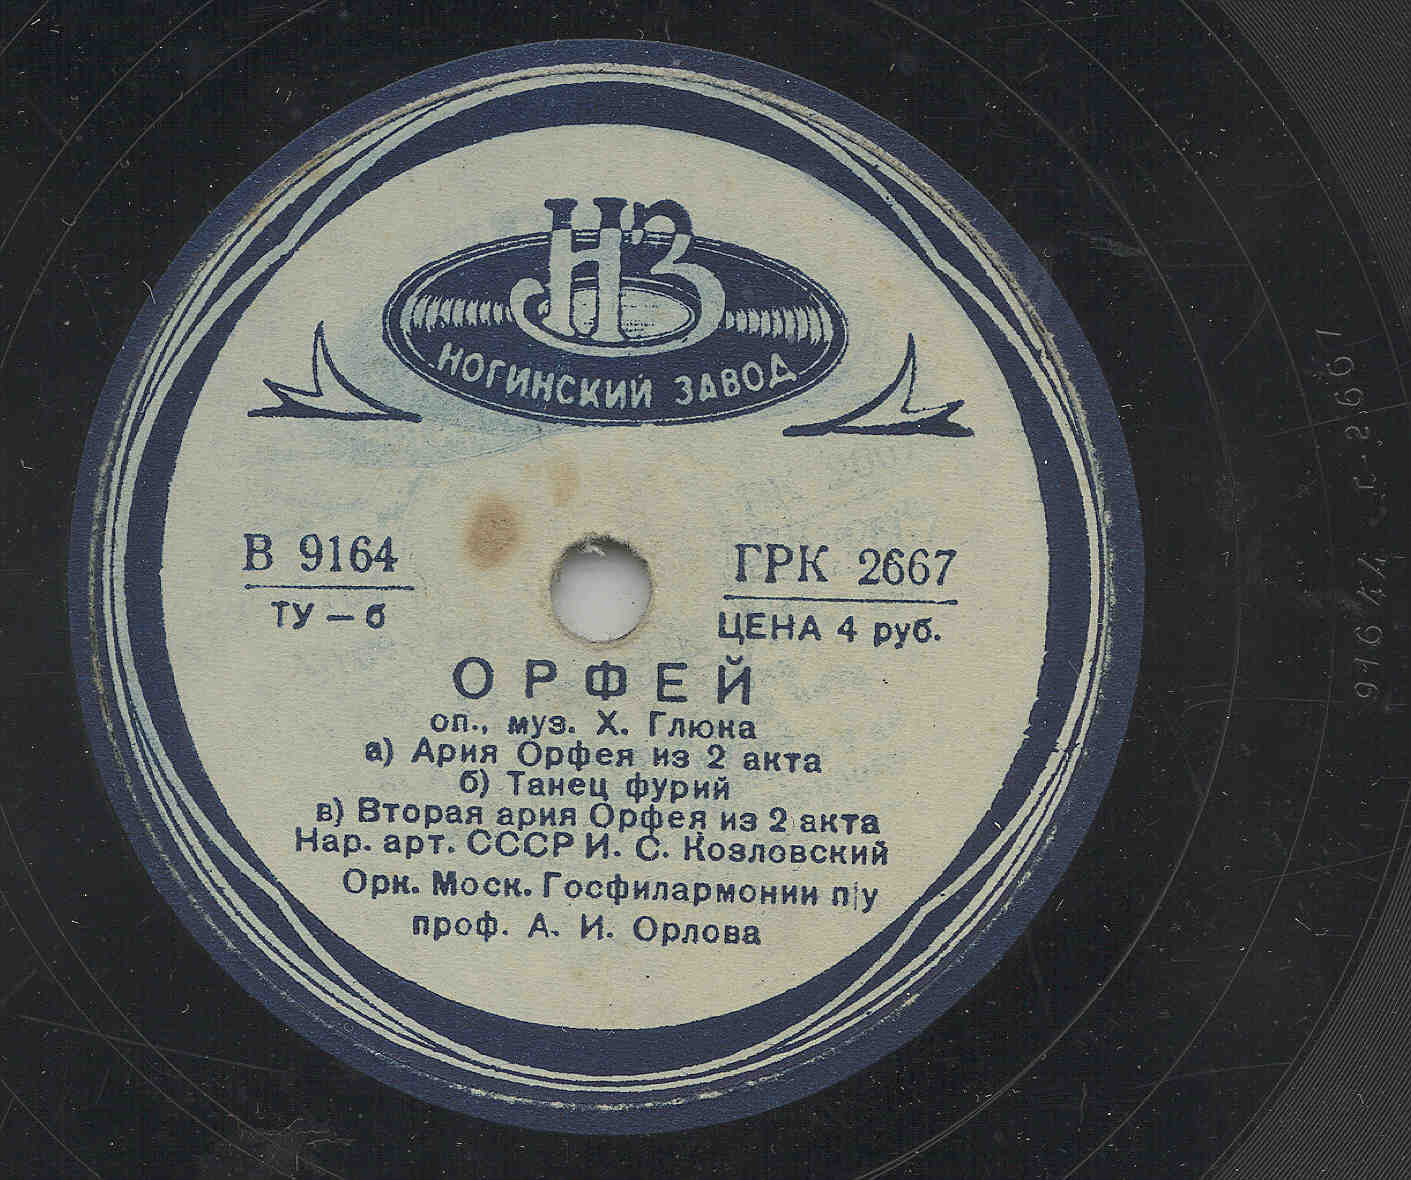 НЗ
НОГИНСКИЙ ЗАВОД
В 9164
ТУ — б
ГРК 2667
ЦЕНА 4 руб.
ОРФЕЙ
оп., муз. Х. Глюка
а) Ария Орфея из 2 акта
б) Танец фурий
в) Вторая ария Орфея из 2 акта
Нар. арт. СССР И. С. Козловский
Орк. Моск. Госфилармонии п/у
проф. А. И. Орлова